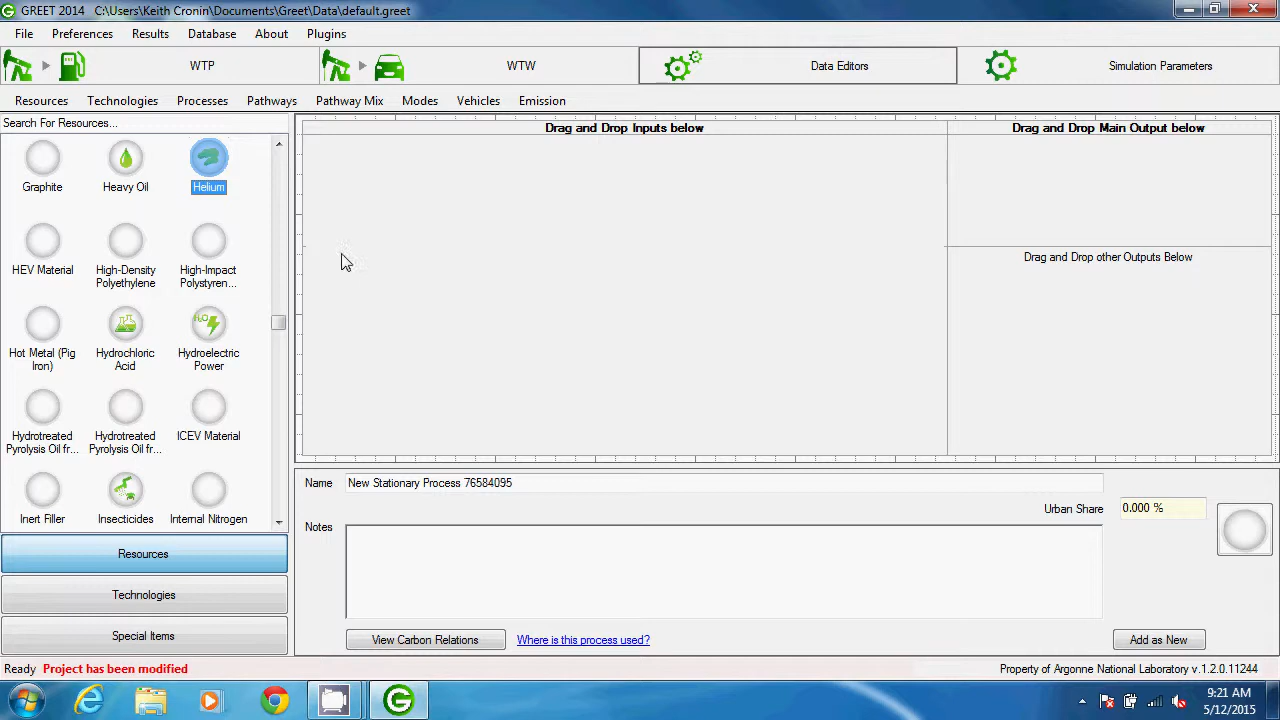 GREET 2014  C:\Users\Keith Cronin\Documents\Greet\Data\default.greet
File Preferences Results Database About Plugins
WTP WTW Data Editors Simulation Parameters
Resources Technologies Processes Pathways Pathway Mix Modes Vehicles Emission
Search For Resources...
Drag and Drop Inputs below
Drag and Drop Main Output below
Graphite Heavy Oil Helium
HEV Material High-Density Polyethylene High-Impact Polystyren...
Drag and Drop other Outputs Below
Hot Metal (Pig Iron) Hydrochloric Acid H₂O Hydroelectric Power
Hydrotreated Pyrolysis Oil fr... Hydrotreated Pyrolysis Oil fr... ICEV Material
Inert Filler Insecticides Internal Nitrogen
Name New Stationary Process 76584095
Urban Share 0.000 %
Notes
Resources
Technologies
Special Items
View Carbon Relations Where is this process used? Add as New
Ready Project has been modified Property of Argonne National Laboratory v.1.2.0.11244
9:21 AM
5/12/2015